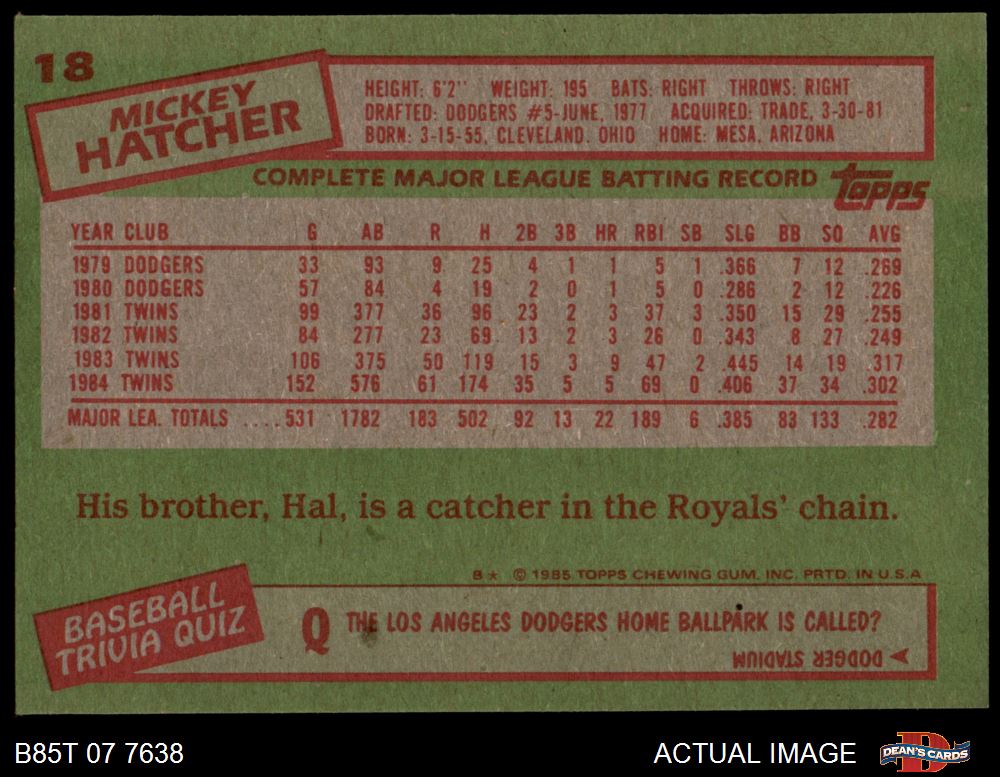 18
MICKEY
HATCHER
HEIGHT: 6'2" WEIGHT: 195 BATS: RIGHT THROWS: RIGHT
DRAFTED: DODGERS #5-JUNE, 1977 ACQUIRED: TRADE, 3-30-81
BORN: 3-15-55, CLEVELAND, OHIO HOME: MESA, ARIZONA
COMPLETE MAJOR LEAGUE BATTING RECORD
topps
YEAR CLUB G AB R H 2B 3B HR RBI SB SLG BB SO AVG
1979 DODGERS 33 93 9 25 4 1 1 5 1 .366 7 12 .269
1980 DODGERS 57 84 4 19 2 0 1 5 0 .286 2 12 .226
1981 TWINS 99 377 36 96 23 2 3 37 3 .350 15 29 .255
1982 TWINS 84 277 23 69 13 2 3 26 0 .343 8 27 .249
1983 TWINS 106 375 50 119 15 3 9 47 2 .445 14 19 .317
1984 TWINS 152 576 61 174 35 5 5 69 0 .406 37 34 .302
MAJOR LEA. TOTALS ....531 1782 183 502 92 13 22 189 6 .385 83 133 .282
His brother, Hal, is a catcher in the Royals' chain.
B★ © 1985 TOPPS CHEWING GUM, INC. PRTD. IN U.S.A
BASEBALL
TRIVIA QUIZ
Q THE LOS ANGELES DODGERS HOME BALLPARK IS CALLED?
DODGER STADIUM
B85T 07 7638
ACTUAL IMAGE
D
DEAN'S CARDS